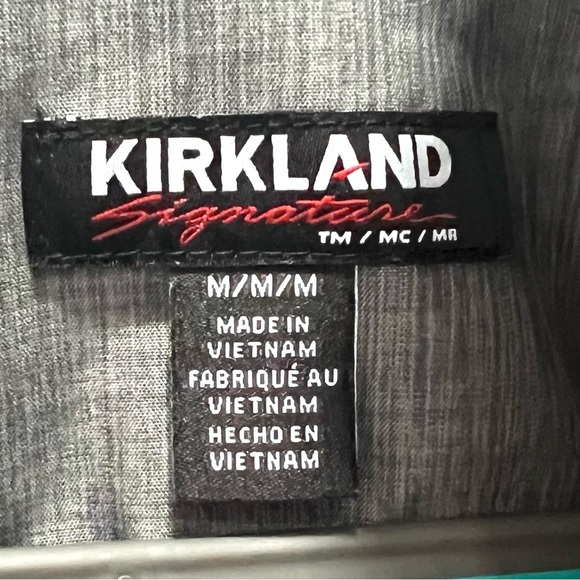 KIRKLAND
Signature
TM / MC / MR
M/M/M
MADE IN
VIETNAM
FABRIQUÉ AU
VIETNAM
HECHO EN
VIETNAM